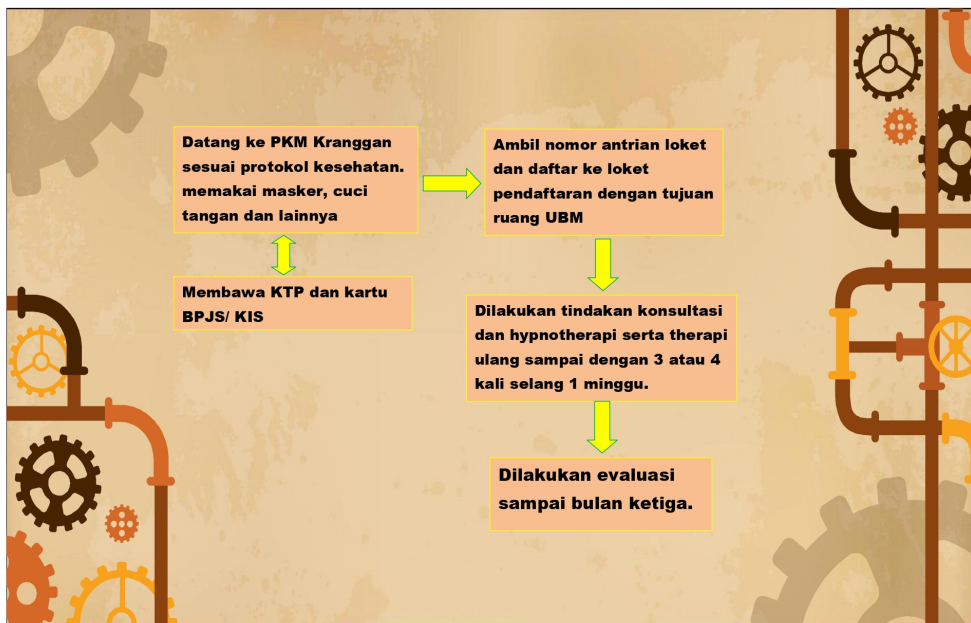 Datang ke PKM Kranggan
sesuai protokol kesehatan.
memakai masker, cuci
tangan dan lainnya
Membawa KTP dan kartu
BPJS/ KIS
Ambil nomor antrian loket
dan daftar ke loket
pendaftaran dengan tujuan
ruang UBM
Dilakukan tindakan konsultasi
dan hypnotherapi serta therapi
ulang sampai dengan 3 atau 4
kali selang 1 minggu.
Dilakukan evaluasi
sampai bulan ketiga.